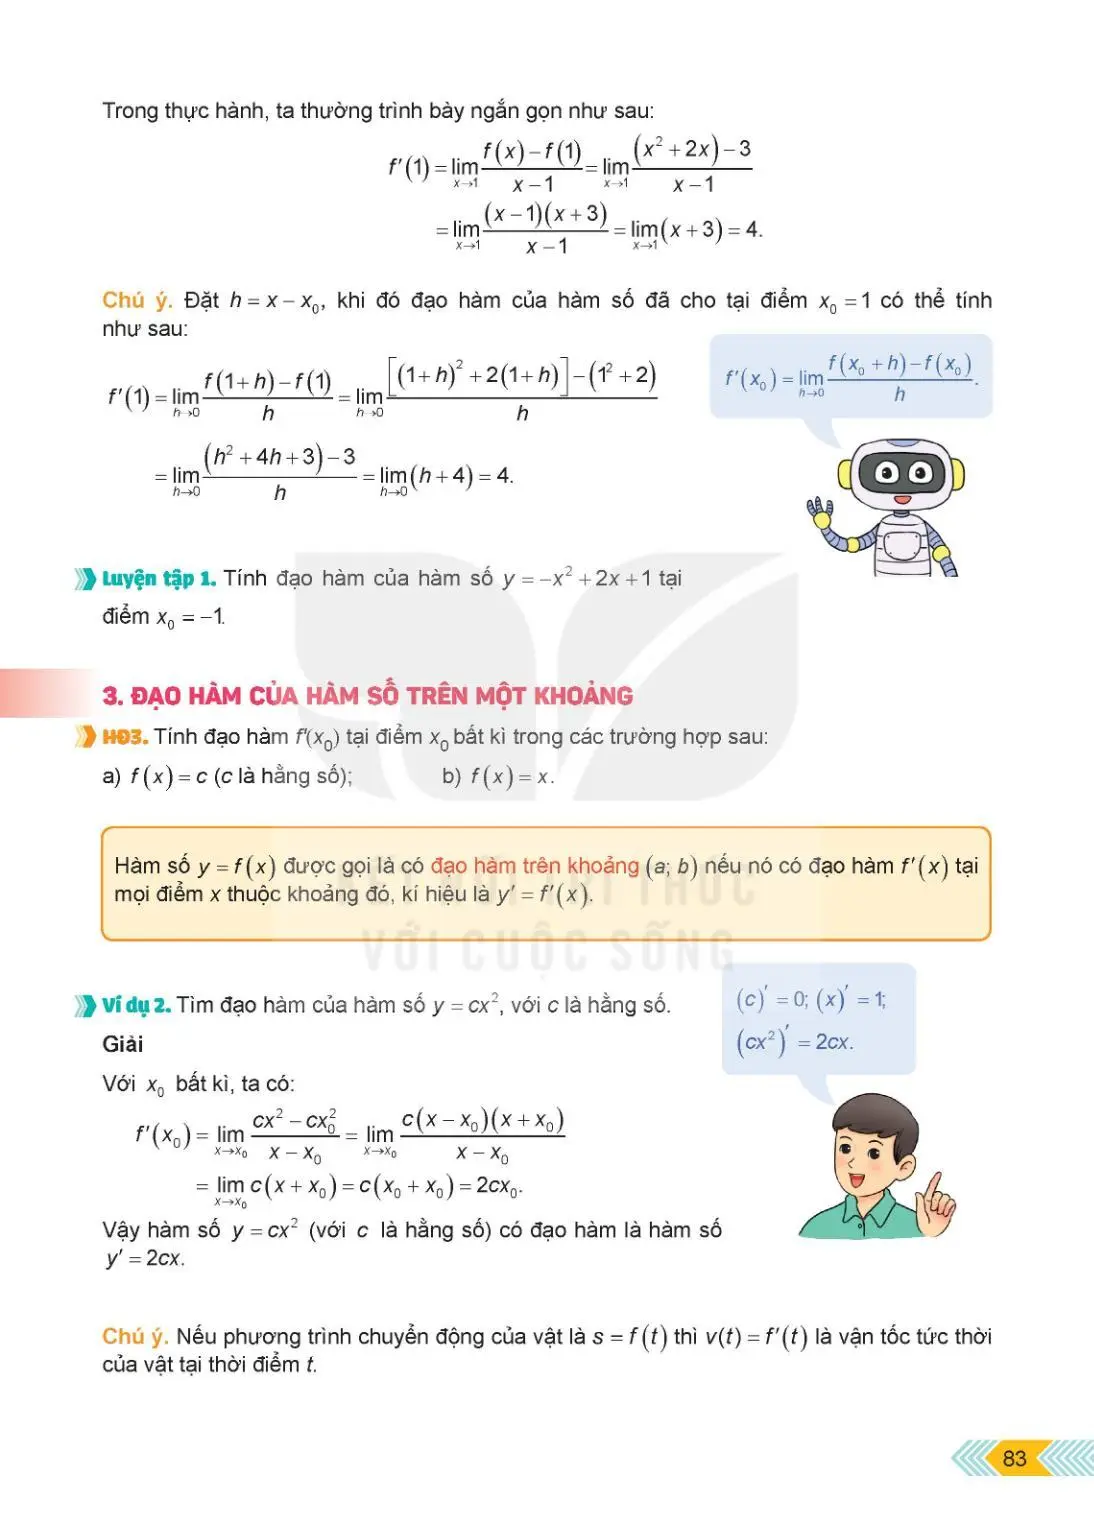 Trong thực hành, ta thường trình bày ngắn gọn như sau:
f′(1) = lim_{x→1} (f(x) − f(1))/(x − 1) = lim_{x→1} ((x² + 2x) − 3)/(x − 1)
= lim_{x→1} ((x − 1)(x + 3))/(x − 1) = lim_{x→1} (x + 3) = 4.
Chú ý. Đặt h = x − x₀, khi đó đạo hàm của hàm số đã cho tại điểm x₀ = 1 có thể tính
như sau:
f′(1) = lim_{h→0} (f(1 + h) − f(1))/h = lim_{h→0} ([(1 + h)² + 2(1 + h)] − (1² + 2))/h
f′(x₀) = lim_{h→0} (f(x₀ + h) − f(x₀))/h.
= lim_{h→0} ((h² + 4h + 3) − 3)/h = lim_{h→0} (h + 4) = 4.
Luyện tập 1. Tính đạo hàm của hàm số y = −x² + 2x + 1 tại
điểm x₀ = −1.
3. ĐẠO HÀM CỦA HÀM SỐ TRÊN MỘT KHOẢNG
HĐ3. Tính đạo hàm f′(x₀) tại điểm x₀ bất kì trong các trường hợp sau:
a) f(x) = c (c là hằng số); b) f(x) = x.
Hàm số y = f(x) được gọi là có đạo hàm trên khoảng (a; b) nếu nó có đạo hàm f′(x) tại
mọi điểm x thuộc khoảng đó, kí hiệu là y′ = f′(x).
KẾT NỐI TRI THỨC
VỚI CUỘC SỐNG
Ví dụ 2. Tìm đạo hàm của hàm số y = cx², với c là hằng số.
(c)′ = 0; (x)′ = 1;
(cx²)′ = 2cx.
Giải
Với x₀ bất kì, ta có:
f′(x₀) = lim_{x→x₀} (cx² − cx₀²)/(x − x₀) = lim_{x→x₀} (c(x − x₀)(x + x₀))/(x − x₀)
= lim_{x→x₀} c(x + x₀) = c(x₀ + x₀) = 2cx₀.
Vậy hàm số y = cx² (với c là hằng số) có đạo hàm là hàm số
y′ = 2cx.
Chú ý. Nếu phương trình chuyển động của vật là s = f(t) thì v(t) = f′(t) là vận tốc tức thời
của vật tại thời điểm t.
83